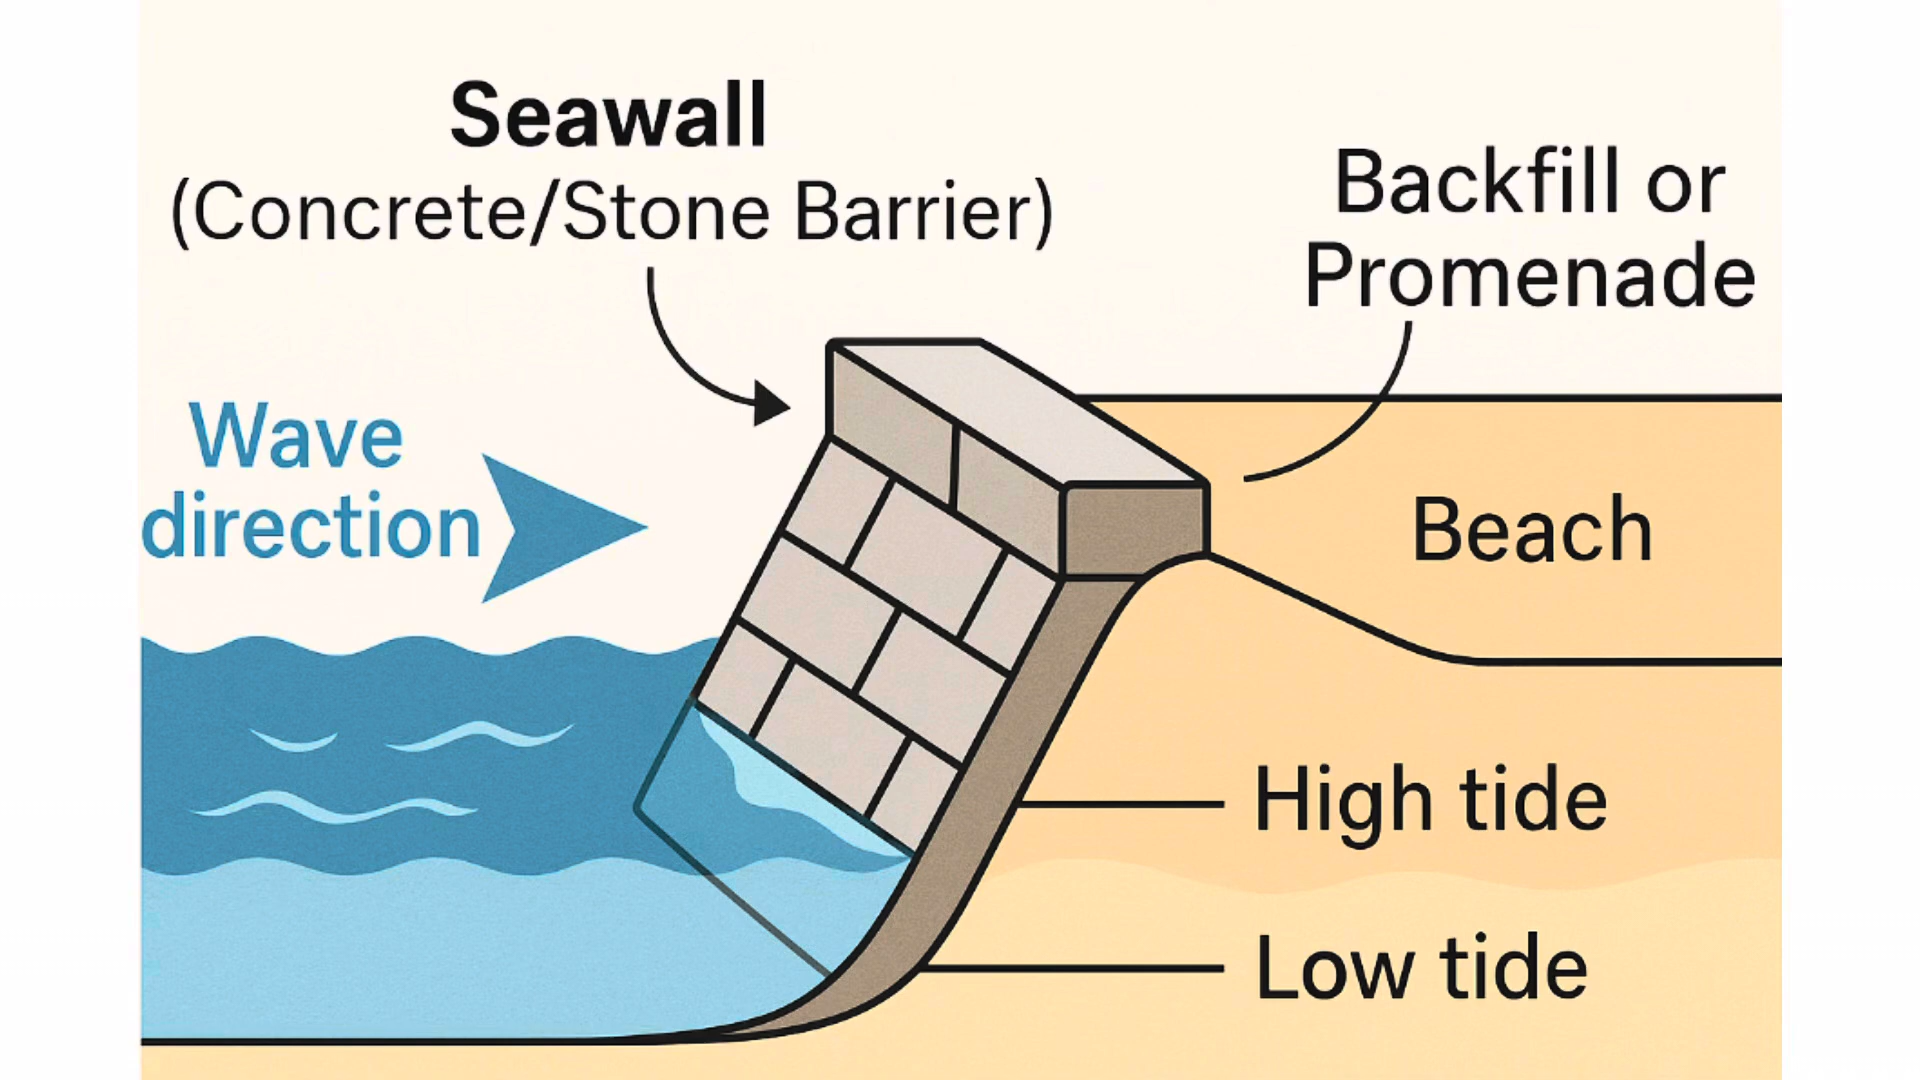 Seawall
(Concrete/Stone Barrier)
Backfill or
Promenade
Wave
direction
Beach
High tide
Low tide